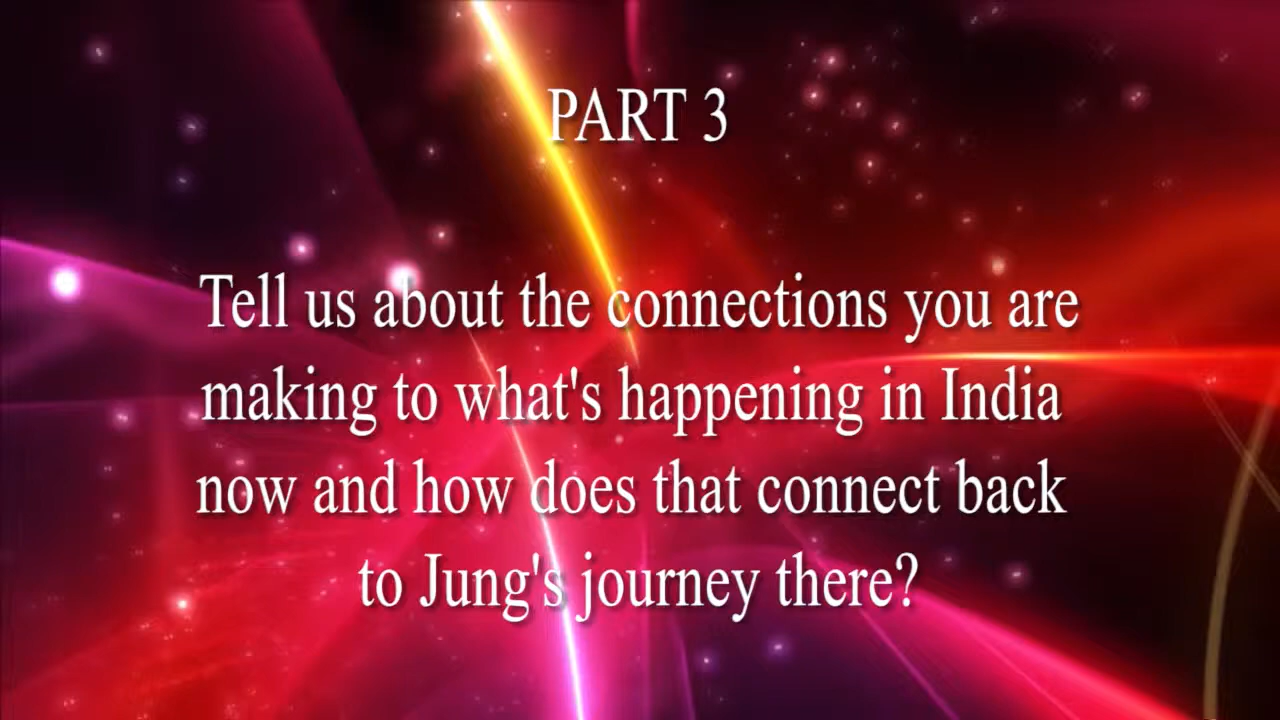 PART 3
Tell us about the connections you are
making to what's happening in India
now and how does that connect back
to Jung's journey there?